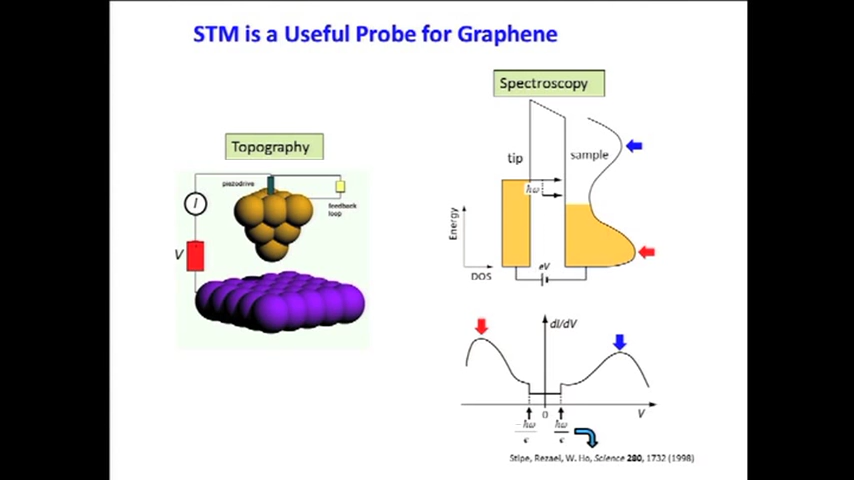 STM is a Useful Probe for Graphene
Spectroscopy
Topography
tip
sample
piezodrive
feedback
loop
I
V
ħω
Energy
DOS
eV
dI/dV
0
V
-ħω
e
ħω
e
Stipe, Rezaei, W. Ho, Science 280, 1732 (1998)